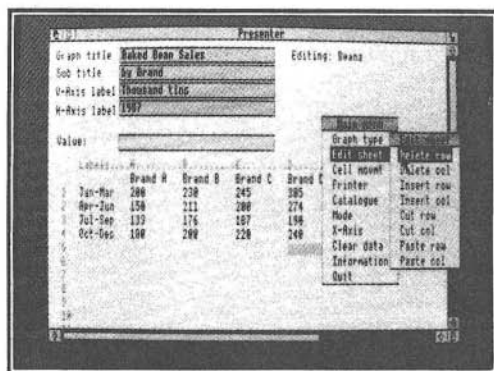 Presenter
Graph title Baked Bean Sales
Editing: Beans
Sub title by Brand
V-Axis label Thousand tins
H-Axis label 1987
Value:
Labels
Brand A Brand B Brand C Brand
1 Jan-Mar 200 230 245 305
2 Apr-Jun 150 211 200 274
3 Jul-Sep 133 176 187 198
4 Oct-Dec 180 200 220 240
5
6
7
8
9
10
Graph type
Edit sheet
Cell movmt
Printer
Catalogue
Mode
X-Axis
Clear data
Information
Quit
Delete row
Delete col
Insert row
Insert col
Cut row
Cut col
Paste row
Paste col